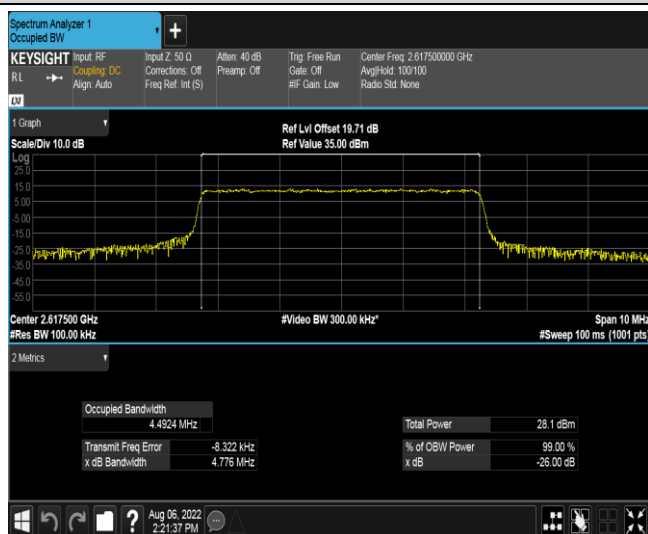 Spectrum Analyzer 1
Occupied BW
+
KEYSIGHT
RL
LXI
Input: RF
Coupling: DC
Align: Auto
Input Z: 50 Ω
Corrections: Off
Freq Ref: Int (S)
Atten: 40 dB
Preamp: Off
Trig: Free Run
Gate: Off
#IF Gain: Low
Center Freq: 2.617500000 GHz
Avg|Hold: 100/100
Radio Std: None
1 Graph
Scale/Div 10.0 dB
Ref Lvl Offset 19.71 dB
Ref Value 35.00 dBm
Log
25.0
15.0
5.00
-5.00
-15.0
-25.0
-35.0
-45.0
-55.0
Center 2.617500 GHz
#Res BW 100.00 kHz
#Video BW 300.00 kHz*
Span 10 MHz
#Sweep 100 ms (1001 pts)
2 Metrics
Occupied Bandwidth
4.4924 MHz
Total Power 28.1 dBm
Transmit Freq Error -8.322 kHz
% of OBW Power 99.00 %
x dB Bandwidth 4.776 MHz
x dB -26.00 dB
?
Aug 06, 2022
2:21:37 PM